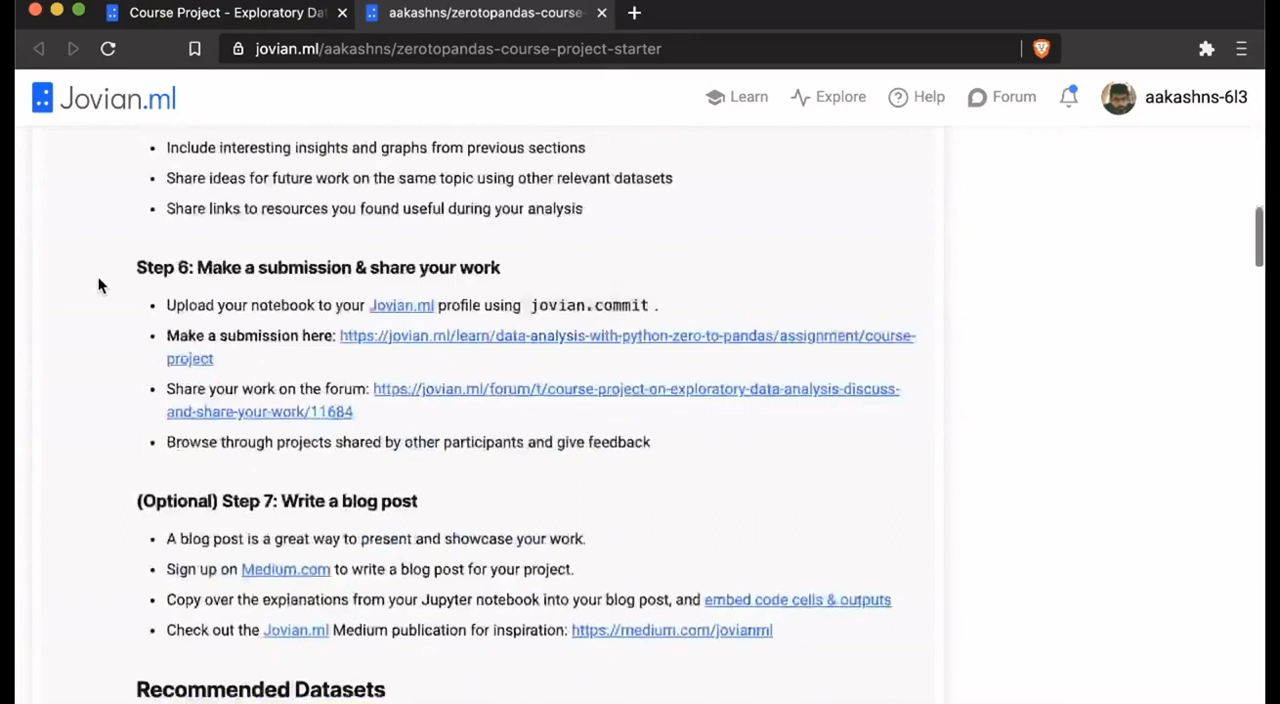 Course Project - Exploratory Da
aakashns/zerotopandas-course-
jovian.ml/aakashns/zerotopandas-course-project-starter
Jovian.ml
Learn
Explore
Help
Forum
aakashns-6l3
Include interesting insights and graphs from previous sections
Share ideas for future work on the same topic using other relevant datasets
Share links to resources you found useful during your analysis
Step 6: Make a submission & share your work
Upload your notebook to your Jovian.ml profile using jovian.commit .
Make a submission here: https://jovian.ml/learn/data-analysis-with-python-zero-to-pandas/assignment/course-
project
Share your work on the forum: https://jovian.ml/forum/t/course-project-on-exploratory-data-analysis-discuss-
and-share-your-work/11684
Browse through projects shared by other participants and give feedback
(Optional) Step 7: Write a blog post
A blog post is a great way to present and showcase your work.
Sign up on Medium.com to write a blog post for your project.
Copy over the explanations from your Jupyter notebook into your blog post, and embed code cells & outputs
Check out the Jovian.ml Medium publication for inspiration: https://medium.com/jovianml
Recommended Datasets